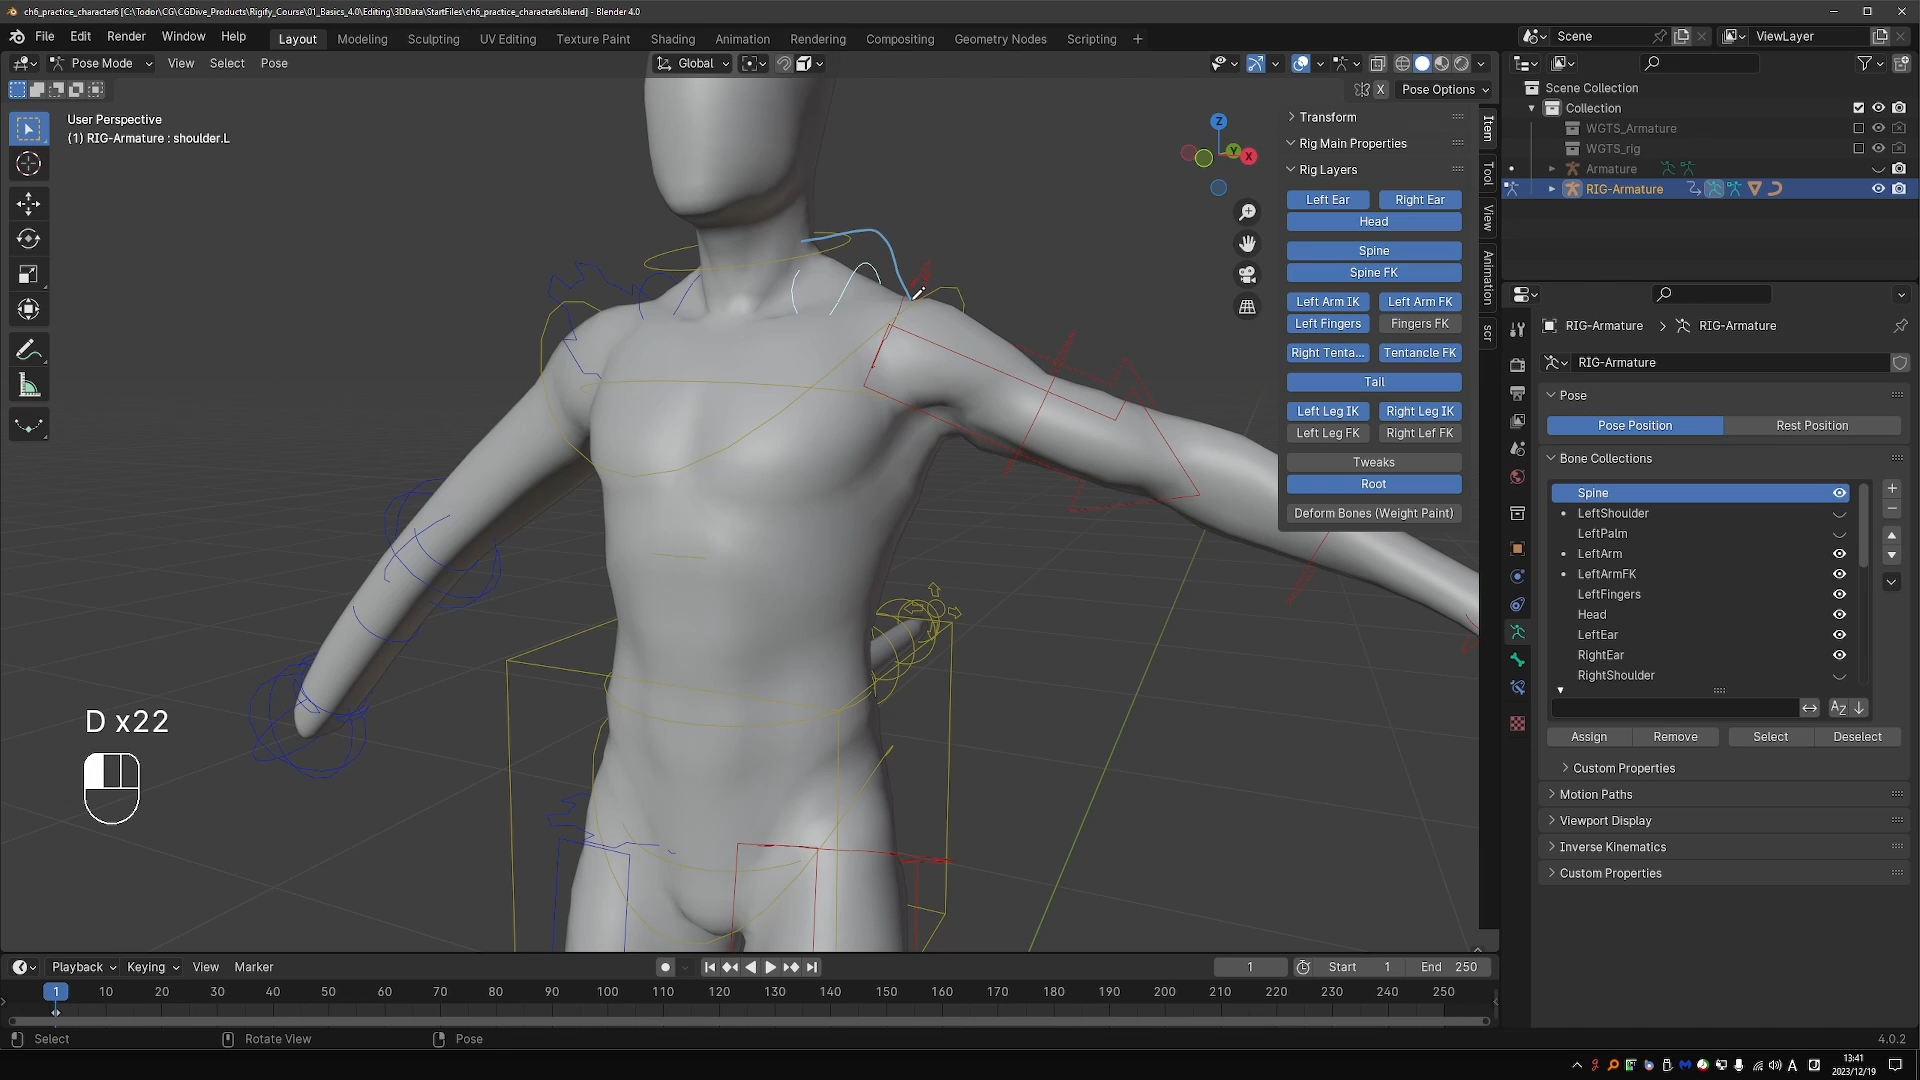 ch6_practice_character6 [C:\Todor\CG\CGDive_Products\Rigify_Course\01_Basics_4.0\Editing\3DData\StartFiles\ch6_practice_character6.blend] - Blender 4.0
File Edit Render Window Help Layout Modeling Sculpting UV Editing Texture Paint Shading Animation Rendering Compositing Geometry Nodes Scripting + Scene ViewLayer
Pose Mode View Select Pose Global
X Pose Options
User Perspective
(1) RIG-Armature : shoulder.L
Z
Y
X
Item
Tool
View
Animation
scr
Transform
Rig Main Properties
Rig Layers
Left Ear Right Ear
Head
Spine
Spine FK
Left Arm IK Left Arm FK
Left Fingers Fingers FK
Right Tenta... Tentancle FK
Tail
Left Leg IK Right Leg IK
Left Leg FK Right Lef FK
Tweaks
Root
Deform Bones (Weight Paint)
Scene Collection
Collection
WGTS_Armature
WGTS_rig
Armature
RIG-Armature
RIG-Armature RIG-Armature
RIG-Armature
Pose
Pose Position Rest Position
Bone Collections
Spine
LeftShoulder
LeftPalm
LeftArm
LeftArmFK
LeftFingers
Head
LeftEar
RightEar
RightShoulder
Assign Remove Select Deselect
Custom Properties
Motion Paths
Viewport Display
Inverse Kinematics
Custom Properties
D x22
Playback Keying View Marker 1 Start 1 End 250
1 10 20 30 40 50 60 70 80 90 100 110 120 130 140 150 160 170 180 190 200 210 220 230 240 250
Select Rotate View Pose 4.0.2
A 13:41
2023/12/19